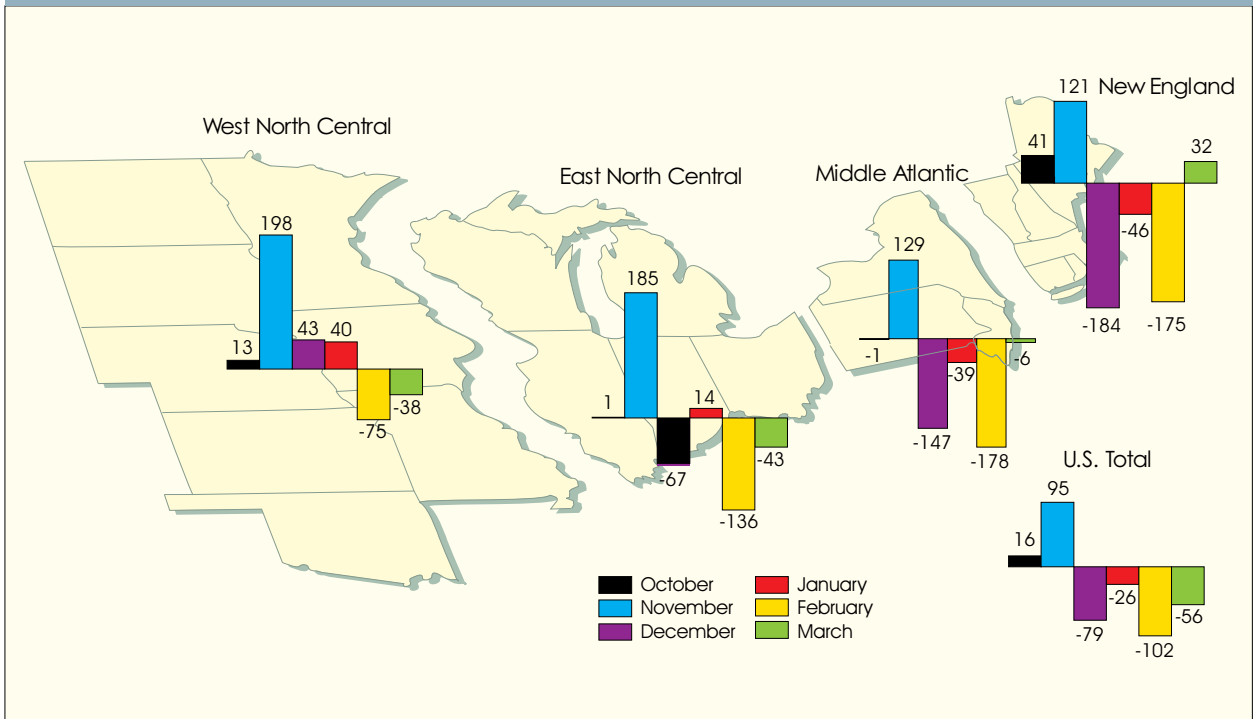 121 New England
41
32
-46
-184
-175
West North Central
198
13
43
40
-75
-38
East North Central
185
1
14
-67
-43
-136
Middle Atlantic
129
-1
-39
-6
-147
-178
U.S. Total
95
16
-26
-56
-79
-102
October
November
December
January
February
March